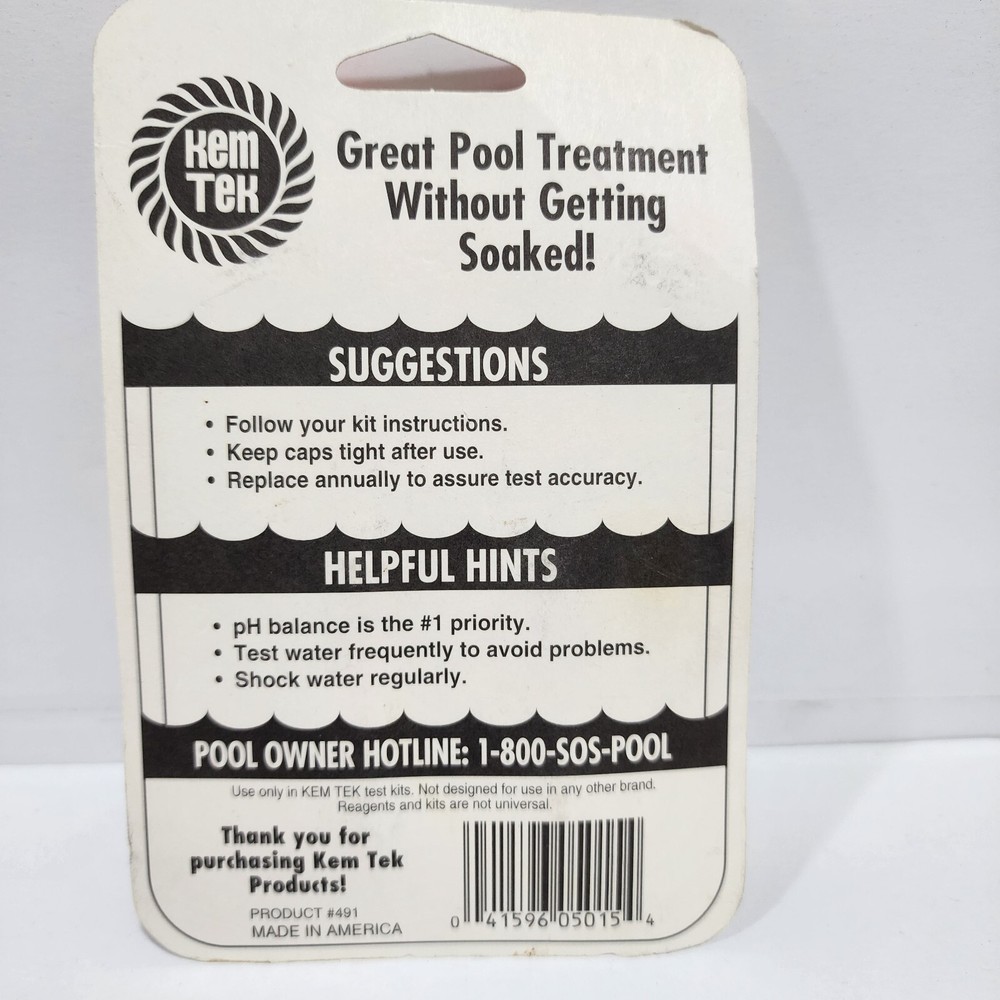 Kem
Tek
Great Pool Treatment
Without Getting
Soaked!
SUGGESTIONS
• Follow your kit instructions.
• Keep caps tight after use.
• Replace annually to assure test accuracy.
HELPFUL HINTS
• pH balance is the #1 priority.
• Test water frequently to avoid problems.
• Shock water regularly.
POOL OWNER HOTLINE: 1-800-SOS-POOL
Use only in KEM TEK test kits. Not designed for use in any other brand.
Reagents and kits are not universal.
Thank you for
purchasing Kem Tek
Products!
PRODUCT #491
MADE IN AMERICA
0 41596 05015 4